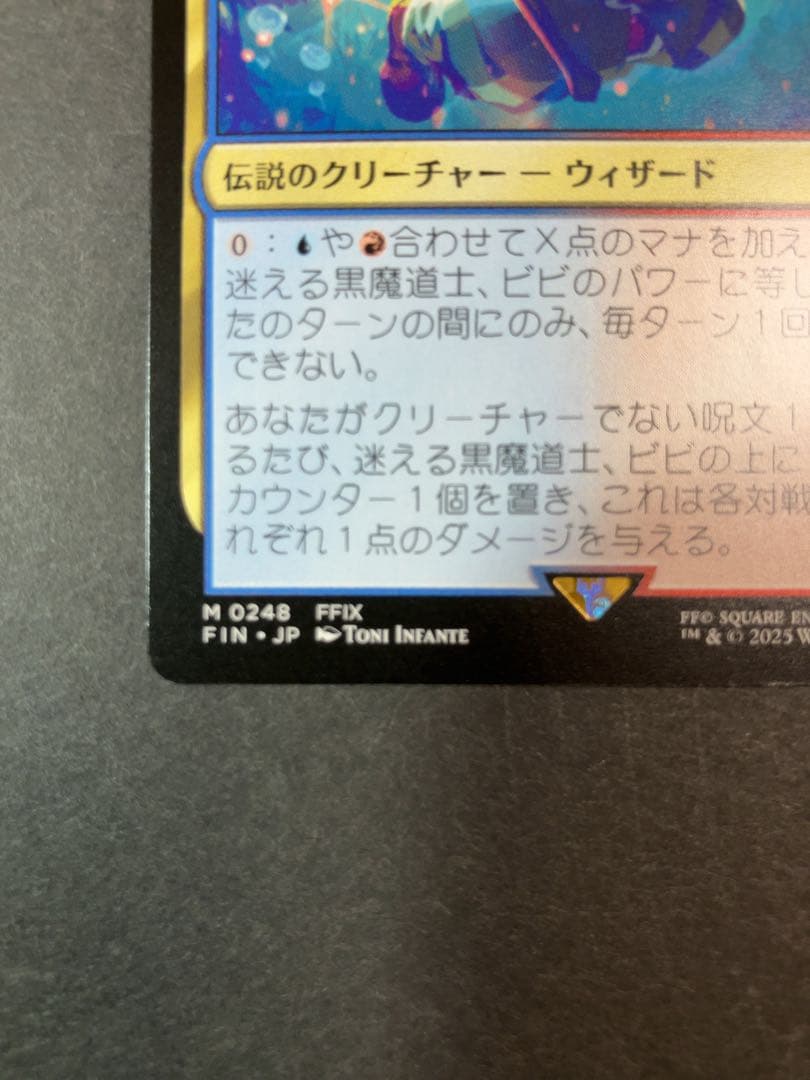 伝説のクリーチャー ― ウィザード
0：や合わせてX点のマナを加え
迷える黒魔道士、ビビのパワーに等し
たのターンの間にのみ、毎ターン１回
できない。
あなたがクリーチャーでない呪文１
るたび、迷える黒魔道士、ビビの上に
カウンター１個を置き、これは各対戦
れぞれ１点のダメージを与える。
M 0248 FFIX
FIN • JP TONI INFANTE
FF© SQUARE EN
™ & © 2025 W